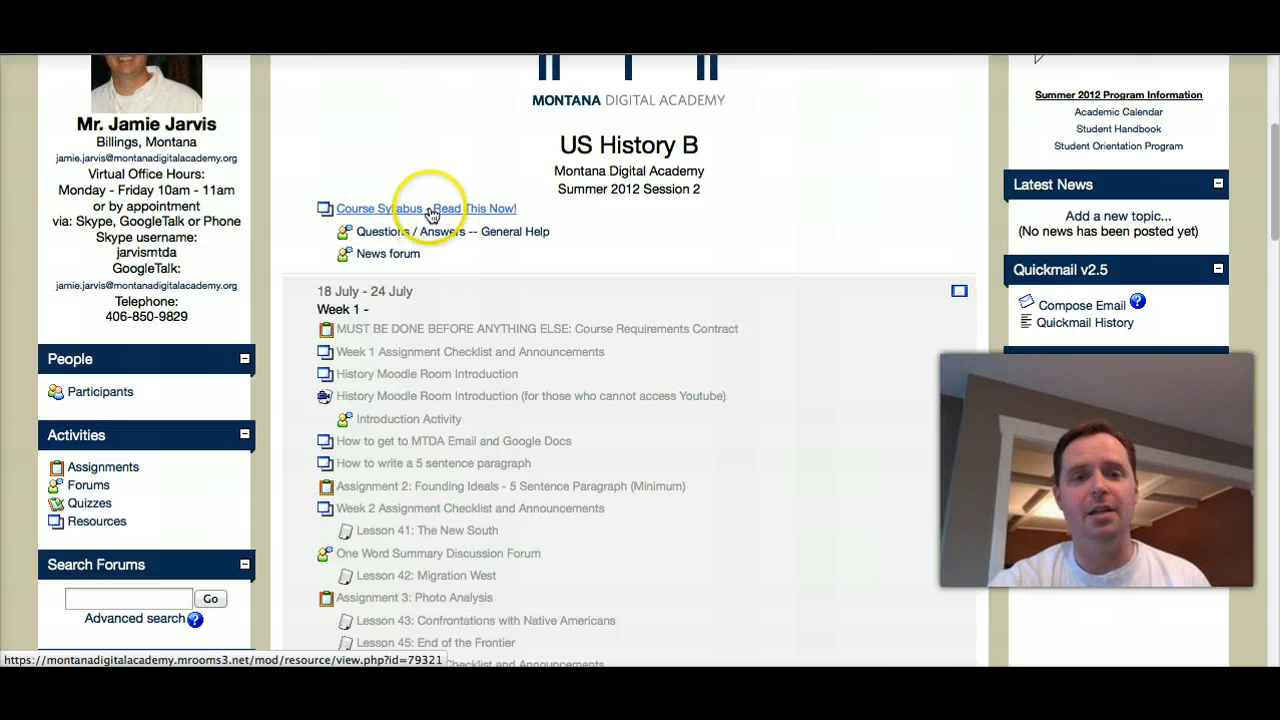 Mr. Jamie Jarvis
Billings, Montana
jamie.jarvis@montanadigitalacademy.org
Virtual Office Hours:
Monday - Friday 10am - 11am
or by appointment
via: Skype, GoogleTalk or Phone
Skype username:
jarvismtda
GoogleTalk:
jamie.jarvis@montanadigitalacademy.org
Telephone:
406-850-9829
People
Participants
Activities
Assignments
Forums
Quizzes
Resources
Search Forums
Go
Advanced search
MONTANA DIGITAL ACADEMY
US History B
Montana Digital Academy
Summer 2012 Session 2
Course Syllabus - Read This Now!
Questions / Answers -- General Help
News forum
18 July - 24 July
Week 1 -
MUST BE DONE BEFORE ANYTHING ELSE: Course Requirements Contract
Week 1 Assignment Checklist and Announcements
History Moodle Room Introduction
History Moodle Room Introduction (for those who cannot access Youtube)
Introduction Activity
How to get to MTDA Email and Google Docs
How to write a 5 sentence paragraph
Assignment 2: Founding Ideals - 5 Sentence Paragraph (Minimum)
Week 2 Assignment Checklist and Announcements
Lesson 41: The New South
One Word Summary Discussion Forum
Lesson 42: Migration West
Assignment 3: Photo Analysis
Lesson 43: Confrontations with Native Americans
Lesson 45: End of the Frontier
Checklist and Announcements
Summer 2012 Program Information
Academic Calendar
Student Handbook
Student Orientation Program
Latest News
Add a new topic...
(No news has been posted yet)
Quickmail v2.5
Compose Email
Quickmail History
https://montanadigitalacademy.mrooms3.net/mod/resource/view.php?id=79321